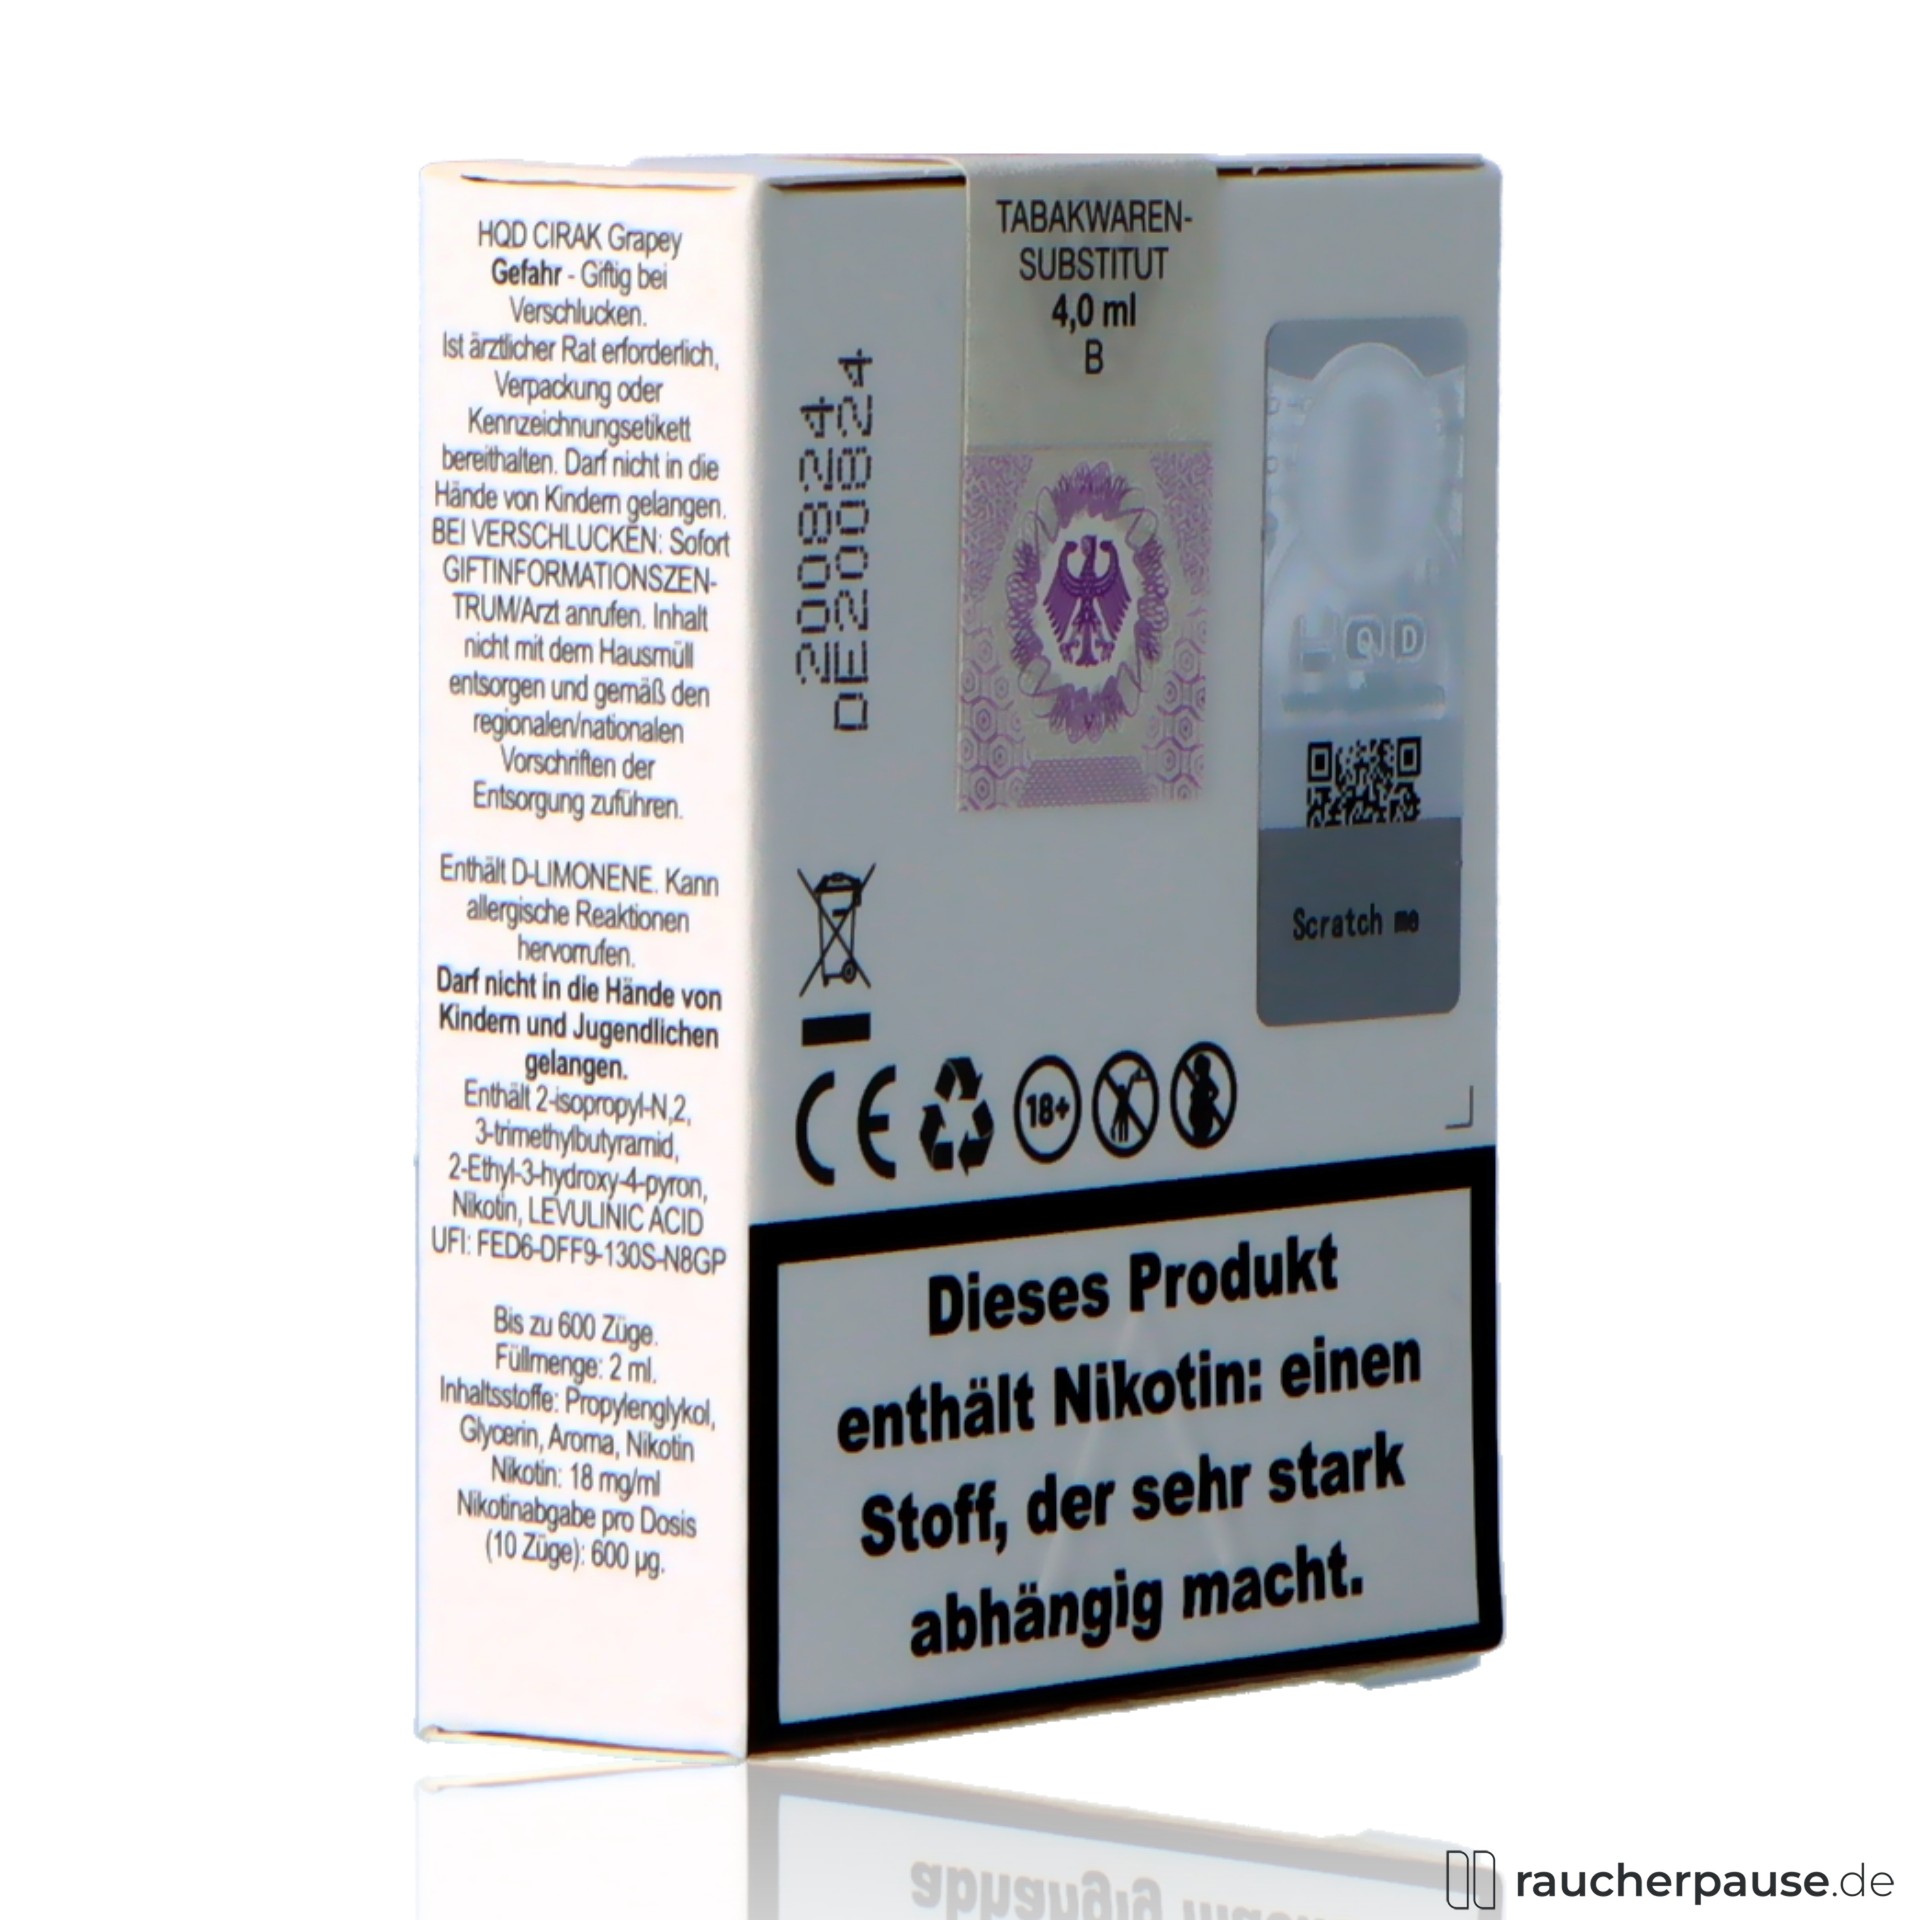 HQD CIRAK Grapey
Gefahr - Giftig bei
Verschlucken.
Ist ärztlicher Rat erforderlich,
Verpackung oder
Kennzeichnungsetikett
bereithalten. Darf nicht in die
Hände von Kindern gelangen.
BEI VERSCHLUCKEN: Sofort
GIFTINFORMATIONSZEN-
TRUM/Arzt anrufen. Inhalt
nicht mit dem Hausmüll
entsorgen und gemäß den
regionalen/nationalen
Vorschriften der
Entsorgung zuführen.
Enthält D-LIMONENE. Kann
allergische Reaktionen
hervorrufen.
Darf nicht in die Hände von
Kindern und Jugendlichen
gelangen.
Enthält 2-isopropyl-N,2,
3-trimethylbutyramid,
2-Ethyl-3-hydroxy-4-pyron,
Nikotin, LEVULINIC ACID
UFI: FED6-DFF9-130S-N8GP
Bis zu 600 Züge.
Füllmenge: 2 ml.
Inhaltsstoffe: Propylenglykol,
Glycerin, Aroma, Nikotin
Nikotin: 18 mg/ml
Nikotinabgabe pro Dosis
(10 Züge): 600 µg.
200824
DE200824
TABAKWAREN-
SUBSTITUT
4,0 ml
B
HQD
Scratch me
CE
18+
Dieses Produkt
enthält Nikotin: einen
Stoff, der sehr stark
abhängig macht.
raucherpause.de